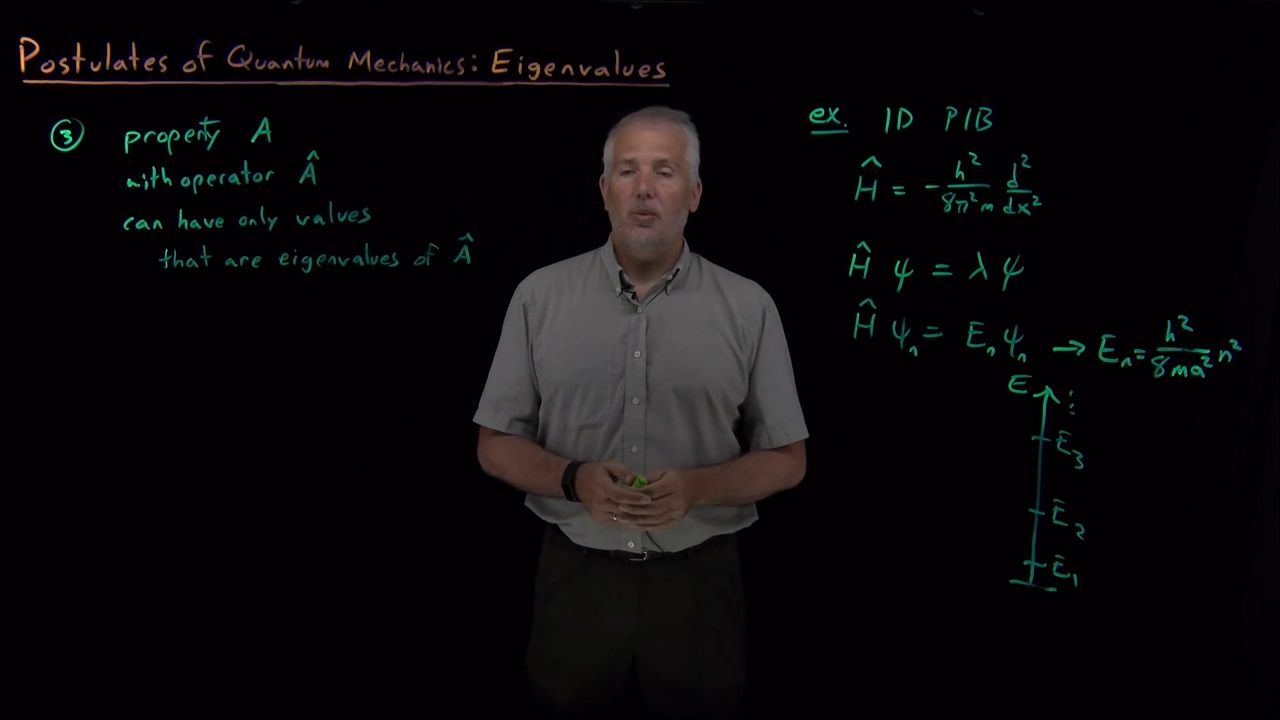 Postulates of Quantum Mechanics: Eigenvalues
③ property A
with operator Â
can have only values
that are eigenvalues of Â
ex. 1D PIB
Ĥ = - h²/8π²m d²/dx²
Ĥ ψ = λ ψ
Ĥ ψₙ = Eₙ ψₙ → Eₙ = h²/8ma² n²
E ⋮
E₃
E₂
E₁